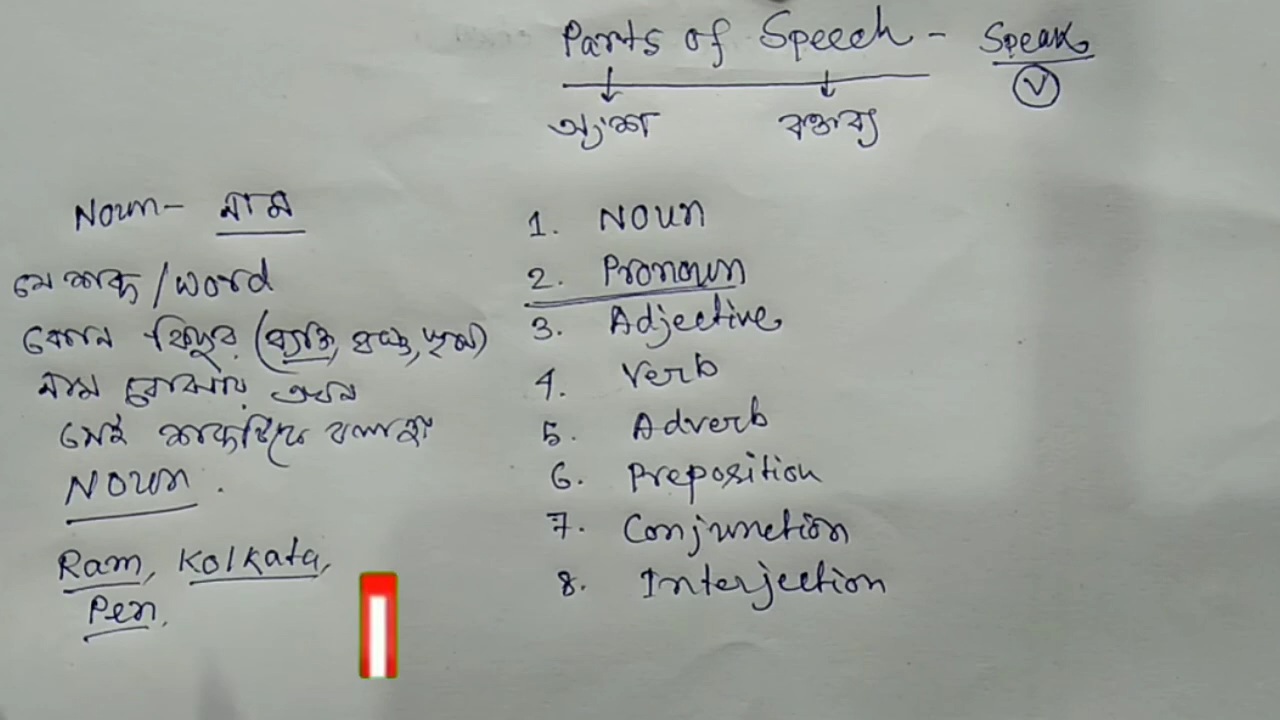 Parts of Speech - Speak
V
অ্যংশ বক্তব্য
Noun- নাম
যে শব্দ /word
কোন কিছুর (ব্যক্তি, বস্তু, দৃশ্য)
নাম বোঝায় তখন
সেই শব্দটিকে বলা হয়
Noun.
Ram, Kolkata,
Pen,
1. Noun
2. Pronoun
3. Adjective
4. Verb
5. Adverb
6. Preposition
7. Conjunction
8. Interjection